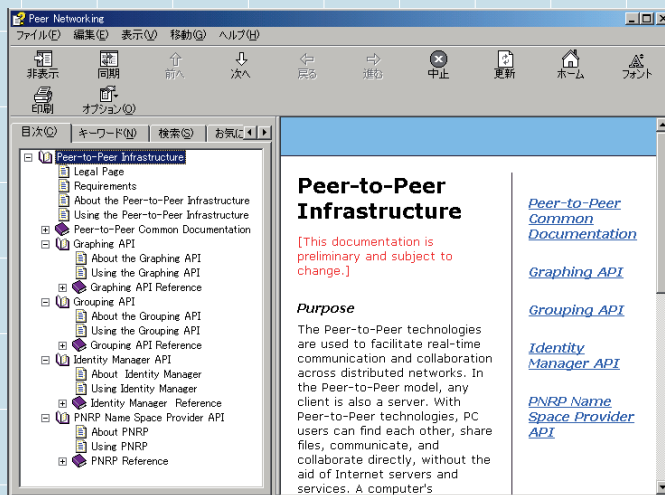 Peer Networking
ファイル(F) 編集(E) 表示(V) 移動(G) ヘルプ(H)
非表示 同期 前へ 次へ 戻る 進む 中止 更新 ホーム フォント
印刷 オプション(O)
目次(C) キーワード(N) 検索(S) お気に
Peer-to-Peer Infrastructure
Legal Page
Requirements
About the Peer-to-Peer Infrastructure
Using the Peer-to-Peer Infrastructure
Peer-to-Peer Common Documentation
Graphing API
About the Graphing API
Using the Graphing API
Graphing API Reference
Grouping API
About the Grouping API
Using the Grouping API
Grouping API Reference
Identity Manager API
About Identity Manager
Using Identity Manager
Identity Manager Reference
PNRP Name Space Provider API
About PNRP
Using PNRP
PNRP Reference
Peer-to-Peer
Infrastructure
[This documentation is
preliminary and subject to
change.]
Purpose
The Peer-to-Peer technologies
are used to facilitate real-time
communication and collaboration
across distributed networks. In
the Peer-to-Peer model, any
client is also a server. With
Peer-to-Peer technologies, PC
users can find each other, share
files, communicate, and
collaborate directly, without the
aid of Internet servers and
services. A computer's
Peer-to-Peer
Common
Documentation
Graphing API
Grouping API
Identity
Manager API
PNRP Name
Space Provider
API